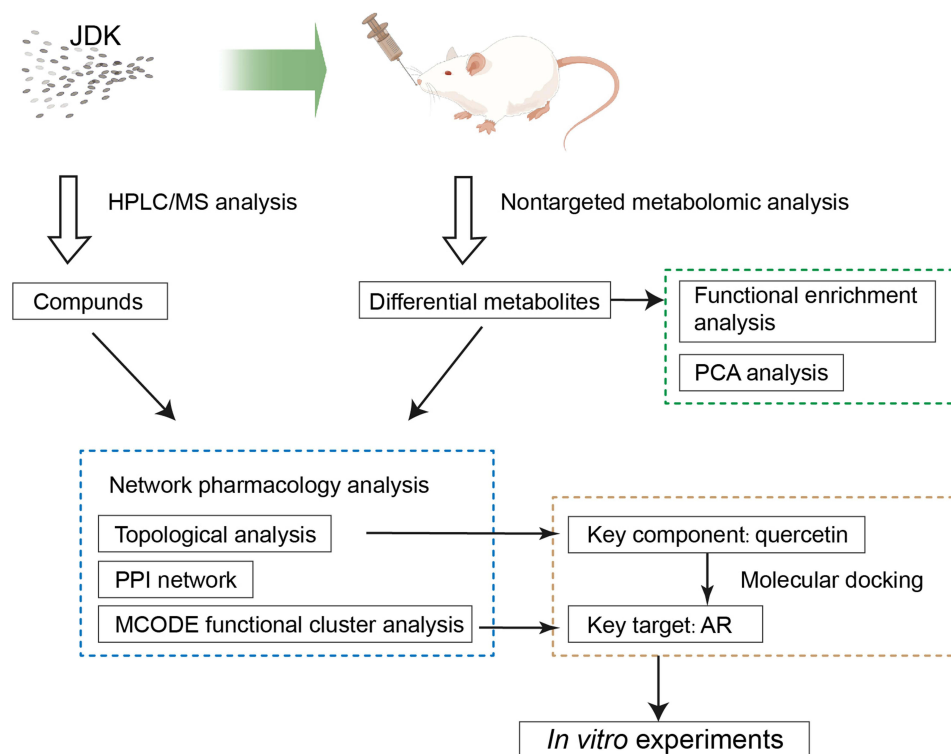 JDK
HPLC/MS analysis
Nontargeted metabolomic analysis
Compunds
Differential metabolites
Functional enrichment
analysis
PCA analysis
Network pharmacology analysis
Topological analysis
PPI network
MCODE functional cluster analysis
Key component: quercetin
Molecular docking
Key target: AR
In vitro experiments